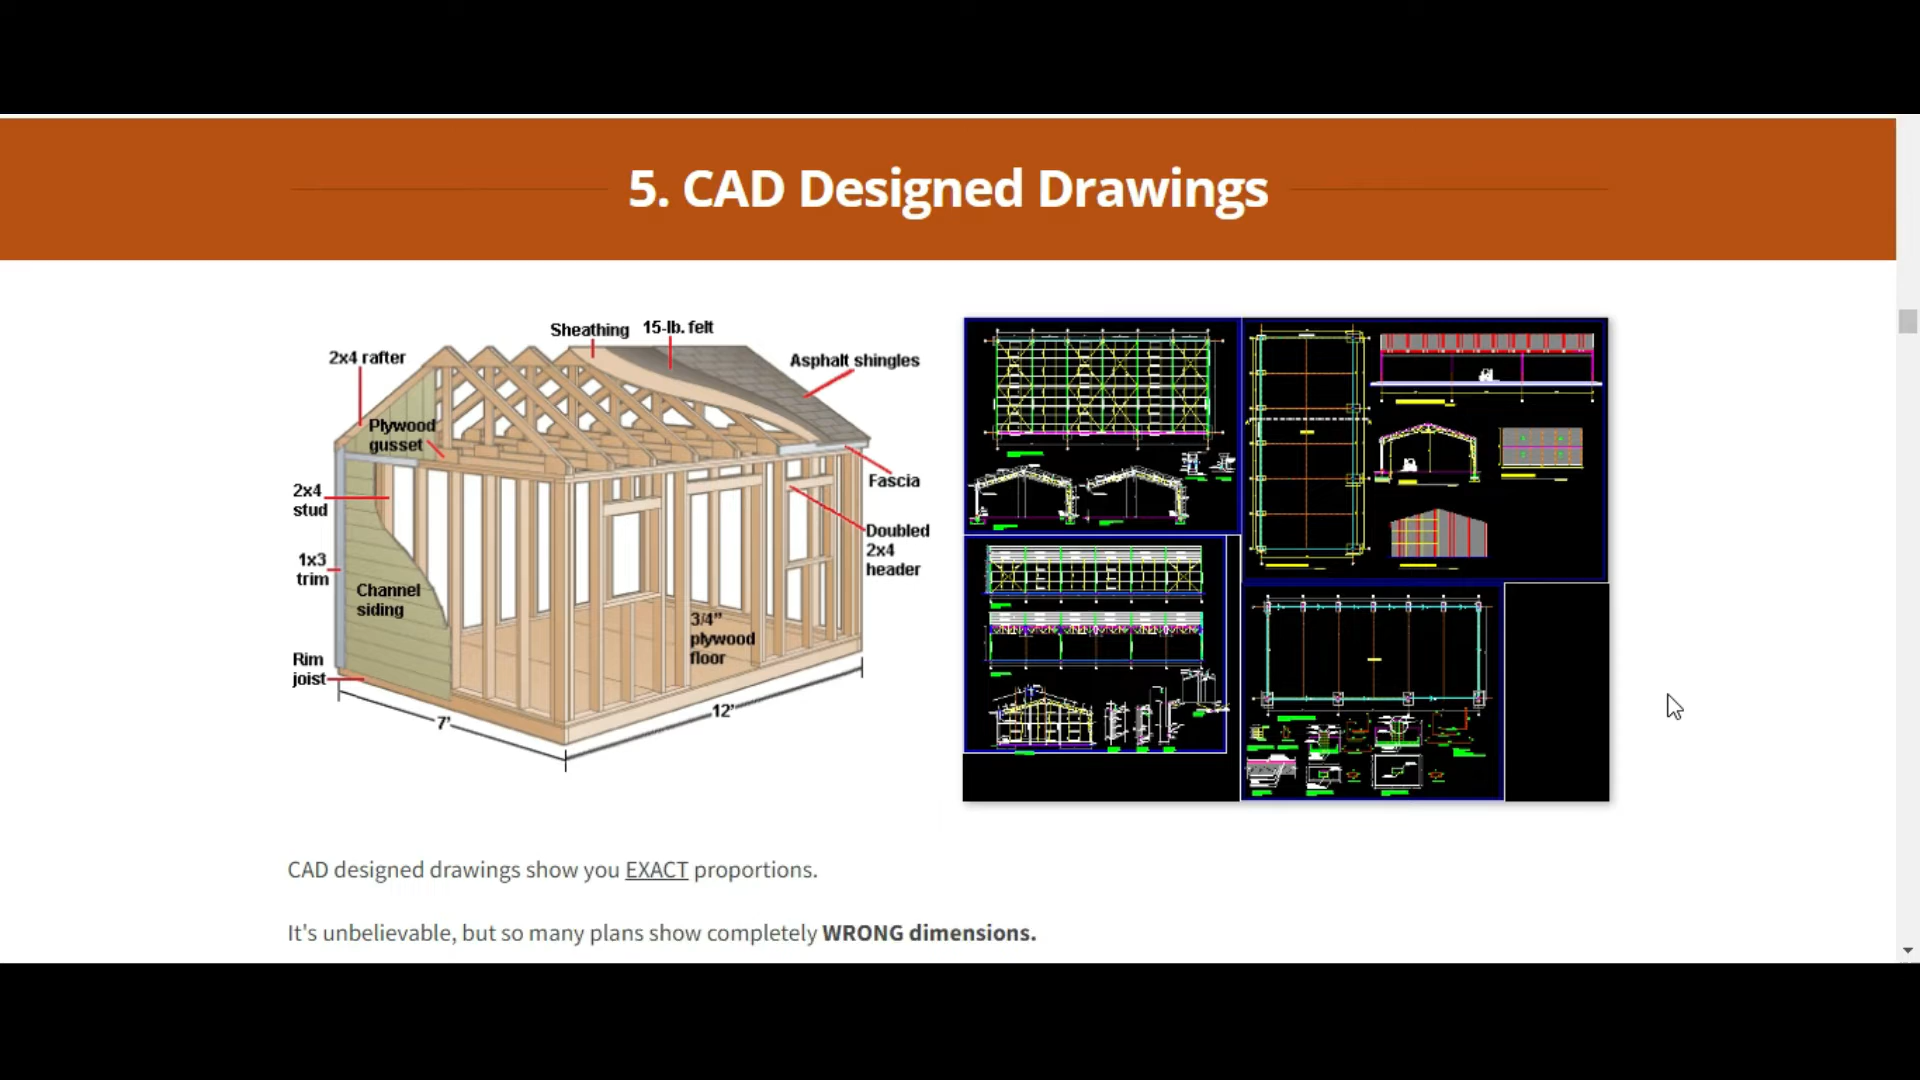 5. CAD Designed Drawings
Sheathing
15-lb. felt
2x4 rafter
Asphalt shingles
Plywood
gusset
Fascia
2x4
stud
Doubled
2x4
header
1x3
trim
Channel
siding
3/4”
plywood
floor
Rim
joist
7’
12’
CAD designed drawings show you EXACT proportions.
It's unbelievable, but so many plans show completely WRONG dimensions.